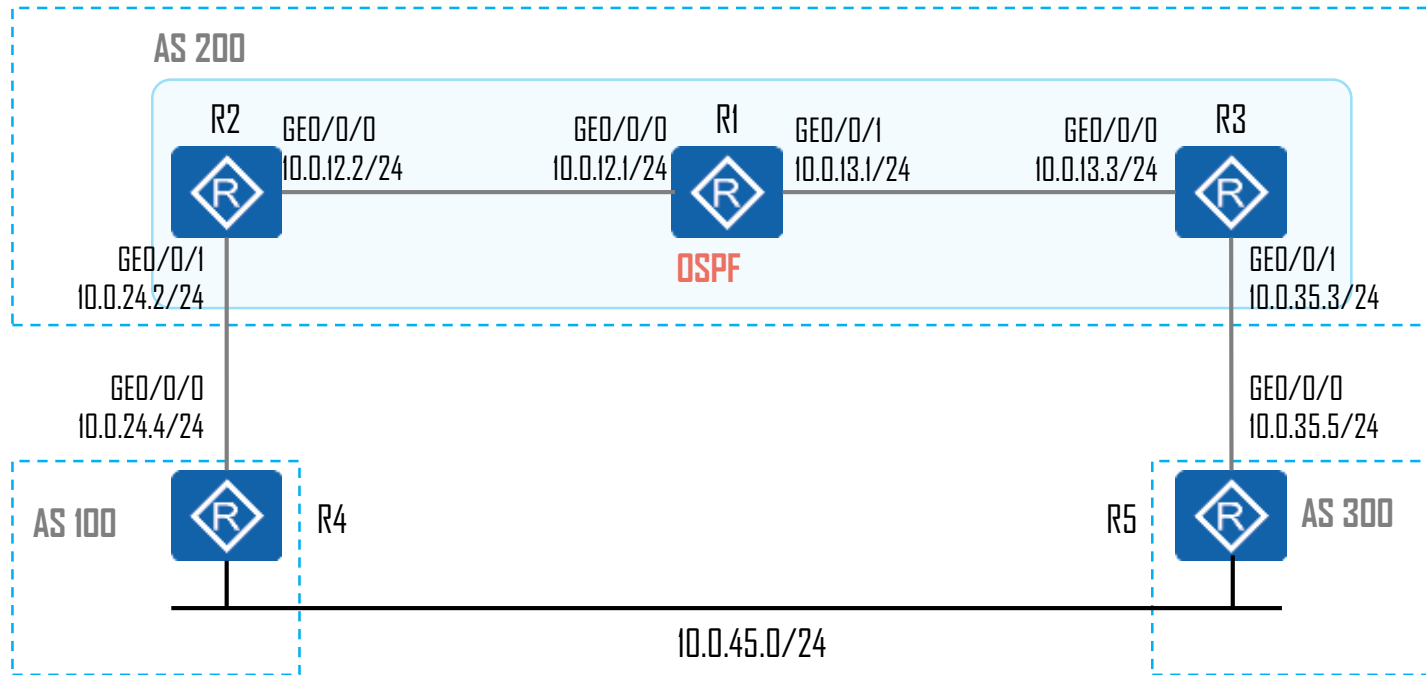 AS 200
R2
GE0/0/0
10.0.12.2/24
GE0/0/0
10.0.12.1/24
R1
GE0/0/1
10.0.13.1/24
GE0/0/0
10.0.13.3/24
R3
R
R
R
OSPF
GE0/0/1
10.0.24.2/24
GE0/0/1
10.0.35.3/24
GE0/0/0
10.0.24.4/24
GE0/0/0
10.0.35.5/24
AS 100
R
R4
R5
R
AS 300
10.0.45.0/24